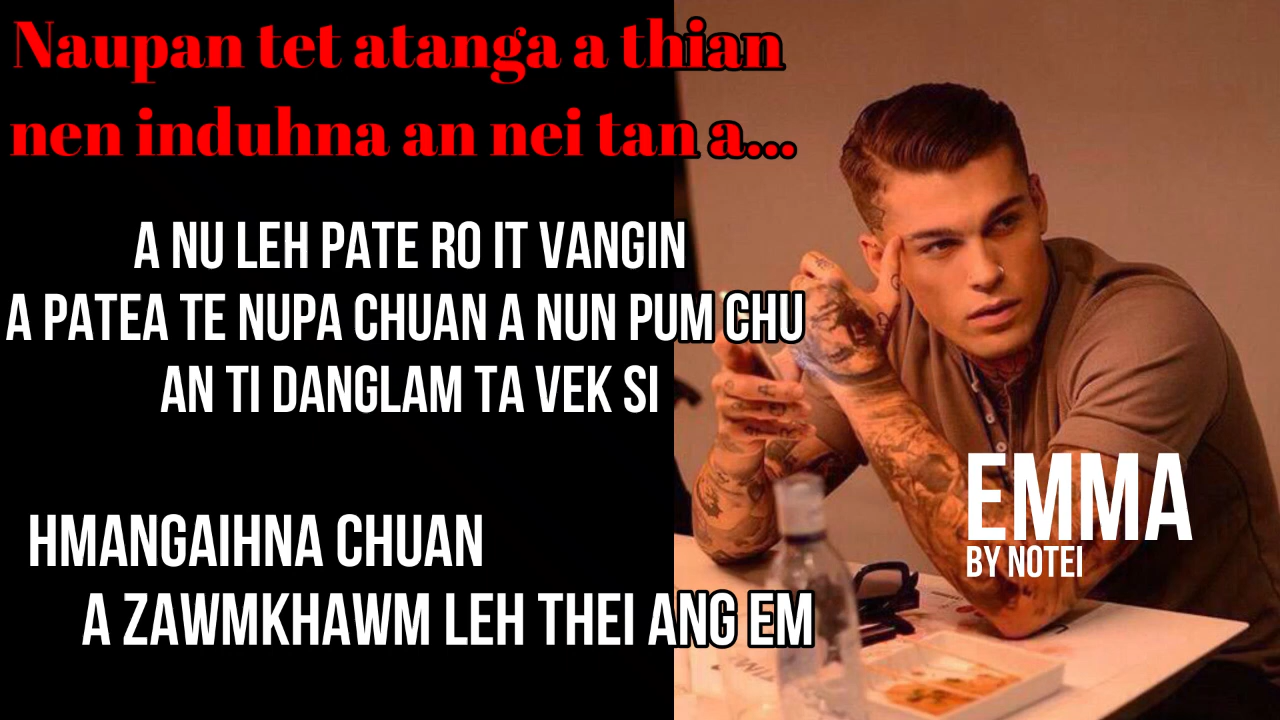 Naupan tet atanga a thian
nen induhna an nei tan a...
A NU LEH PATE RO IT VANGIN
A PATEA TE NUPA CHUAN A NUN PUM CHU
AN TI DANGLAM TA VEK SI
HMANGAIHNA CHUAN
A ZAWMKHAWM LEH THEI ANG EM
EMMA
BY NOTEI